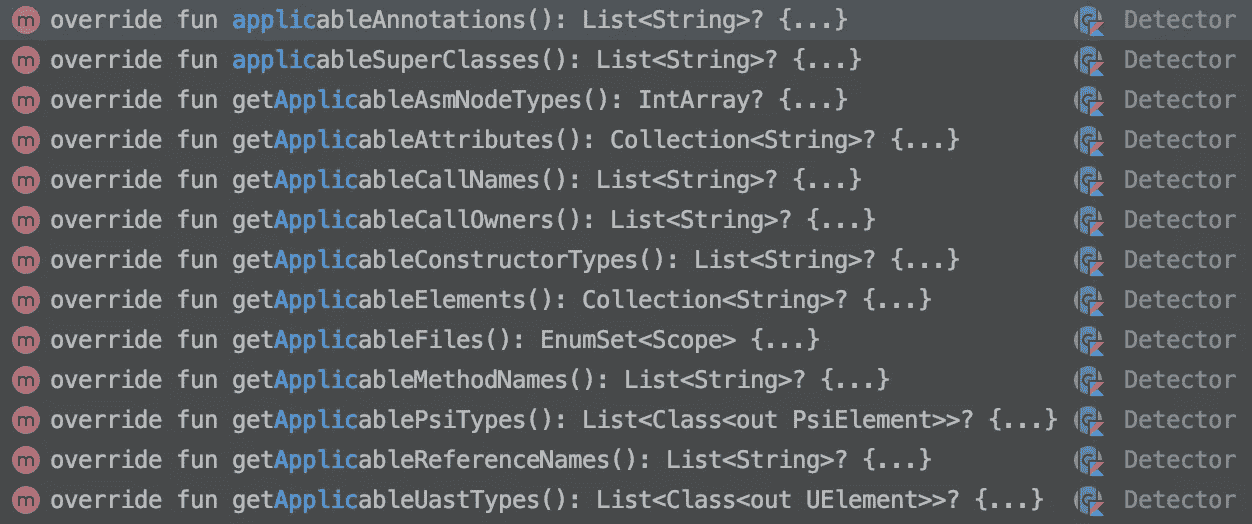 m override fun applicableAnnotations(): List<String>? {...} Detector
m override fun applicableSuperClasses(): List<String>? {...} Detector
m override fun getApplicableAsmNodeTypes(): IntArray? {...} Detector
m override fun getApplicableAttributes(): Collection<String>? {...} Detector
m override fun getApplicableCallNames(): List<String>? {...} Detector
m override fun getApplicableCallOwners(): List<String>? {...} Detector
m override fun getApplicableConstructorTypes(): List<String>? {...} Detector
m override fun getApplicableElements(): Collection<String>? {...} Detector
m override fun getApplicableFiles(): EnumSet<Scope> {...} Detector
m override fun getApplicableMethodNames(): List<String>? {...} Detector
m override fun getApplicablePsiTypes(): List<Class<out PsiElement>>? {...} Detector
m override fun getApplicableReferenceNames(): List<String>? {...} Detector
m override fun getApplicableUastTypes(): List<Class<out UElement>>? {...} Detector